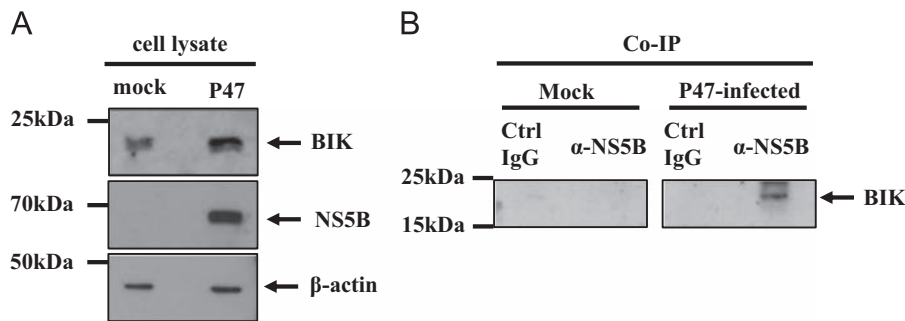 A
cell lysate
mock P47
25kDa
BIK
70kDa
NS5B
50kDa
β-actin
B
Co-IP
Mock P47-infected
Ctrl IgG α-NS5B Ctrl IgG α-NS5B
25kDa
BIK
15kDa